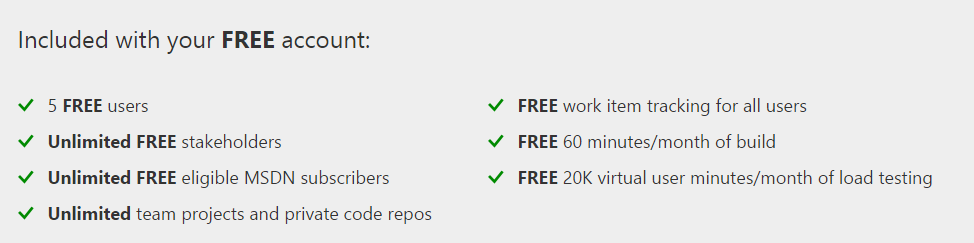 Included with your FREE account:
5 FREE users
Unlimited FREE stakeholders
Unlimited FREE eligible MSDN subscribers
Unlimited team projects and private code repos
FREE work item tracking for all users
FREE 60 minutes/month of build
FREE 20K virtual user minutes/month of load testing